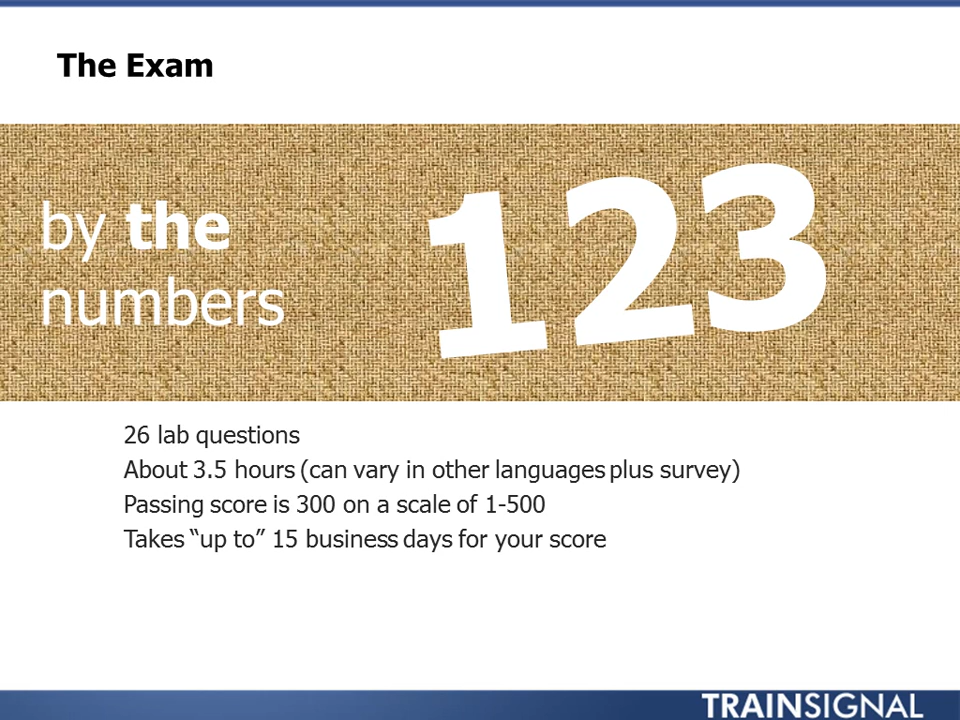 The Exam
by the
numbers
123
26 lab questions
About 3.5 hours (can vary in other languages plus survey)
Passing score is 300 on a scale of 1-500
Takes “up to” 15 business days for your score
TRAINSIGNAL